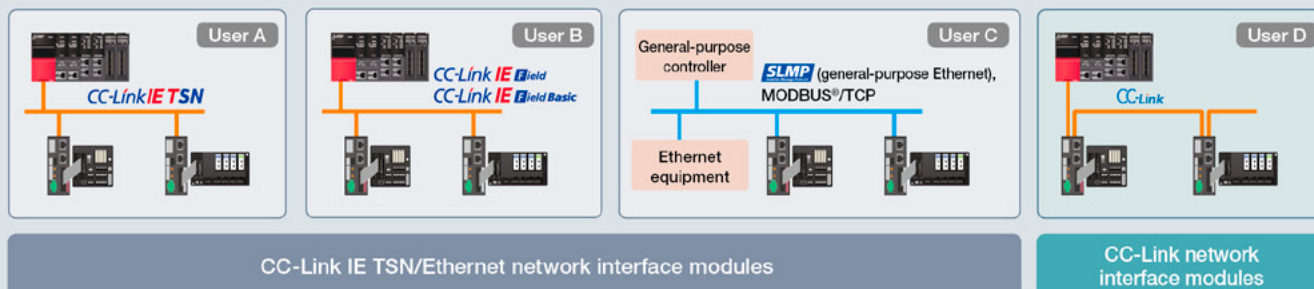 User A
CC-Link IE TSN
User B
CC-Link IE Field
CC-Link IE Field Basic
User C
General-purpose
controller
SLMP (general-purpose Ethernet),
MODBUS®/TCP
Ethernet
equipment
User D
CC-Link
CC-Link IE TSN/Ethernet network interface modules
CC-Link network
interface modules